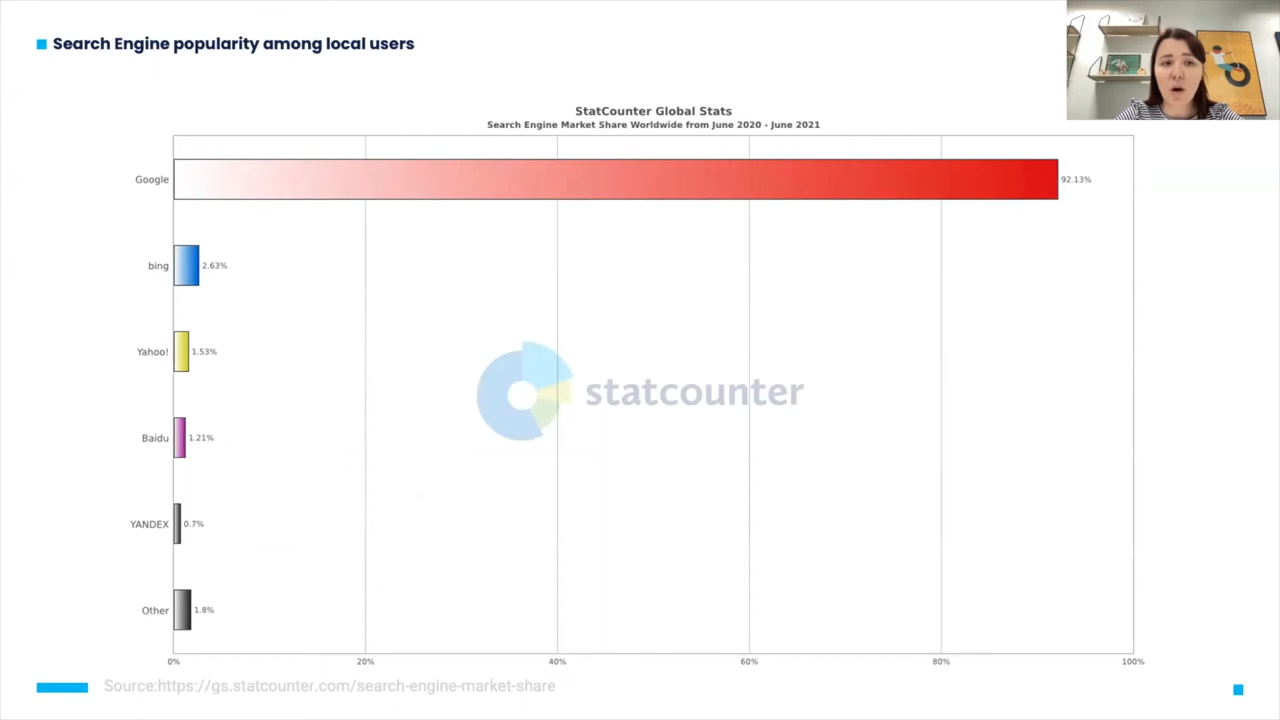 Search Engine popularity among local users
StatCounter Global Stats
Search Engine Market Share Worldwide from June 2020 - June 2021
Google 92.13%
bing 2.63%
Yahoo! 1.53%
statcounter
Baidu 1.21%
YANDEX 0.7%
Other 1.8%
0% 20% 40% 60% 80% 100%
Source:https://gs.statcounter.com/search-engine-market-share